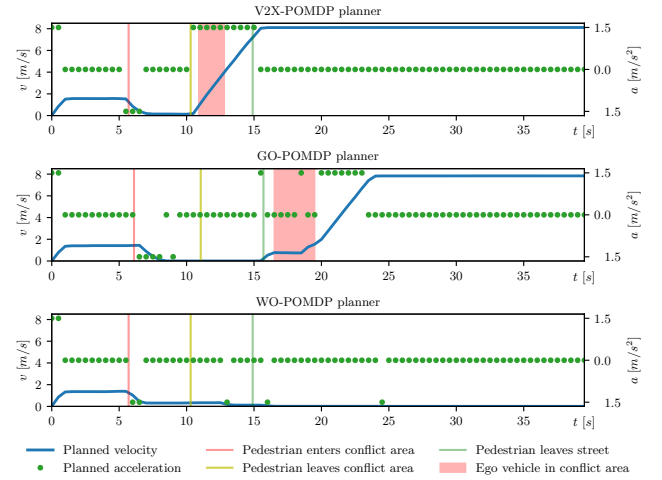 V2X-POMDP planner
8
6
4
2
0
v [m/s]
1.5
0.0
1.5
a [m/s²]
0 5 10 15 20 25 30 35 t [s]
GO-POMDP planner
8
6
4
2
0
v [m/s]
1.5
0.0
1.5
a [m/s²]
0 5 10 15 20 25 30 35 t [s]
WO-POMDP planner
8
6
4
2
0
v [m/s]
1.5
0.0
1.5
a [m/s²]
0 5 10 15 20 25 30 35 t [s]
Planned velocity Pedestrian enters conflict area Pedestrian leaves street
Planned acceleration Pedestrian leaves conflict area Ego vehicle in conflict area